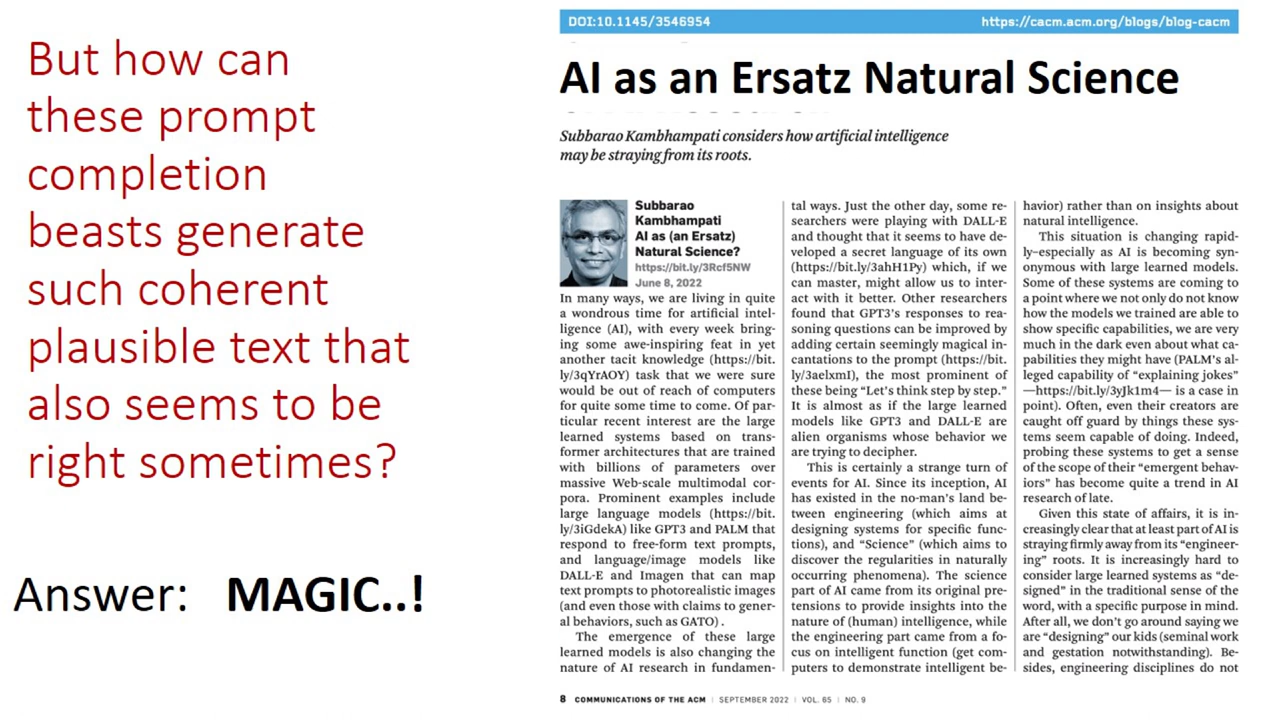 But how can
these prompt
completion
beasts generate
such coherent
plausible text that
also seems to be
right sometimes?
Answer: MAGIC..!
DOI:10.1145/3546954 https://cacm.acm.org/blogs/blog-cacm
AI as an Ersatz Natural Science
Subbarao Kambhampati considers how artificial intelligence
may be straying from its roots.
Subbarao
Kambhampati
AI as (an Ersatz)
Natural Science?
https://bit.ly/3Rcf5NW
June 8, 2022
In many ways, we are living in quite
a wondrous time for artificial intel-
ligence (AI), with every week bring-
ing some awe-inspiring feat in yet
another tacit knowledge (https://bit.
ly/3qYrAOY) task that we were sure
would be out of reach of computers
for quite some time to come. Of par-
ticular recent interest are the large
learned systems based on trans-
former architectures that are trained
with billions of parameters over
massive Web-scale multimodal cor-
pora. Prominent examples include
large language models (https://bit.
ly/3iGdekA) like GPT3 and PALM that
respond to free-form text prompts,
and language/image models like
DALL-E and Imagen that can map
text prompts to photorealistic images
(and even those with claims to gener-
al behaviors, such as GATO) .
The emergence of these large
learned models is also changing the
nature of AI research in fundamen-
tal ways. Just the other day, some re-
searchers were playing with DALL-E
and thought that it seems to have de-
veloped a secret language of its own
(https://bit.ly/3ahH1Py) which, if we
can master, might allow us to inter-
act with it better. Other researchers
found that GPT3's responses to rea-
soning questions can be improved by
adding certain seemingly magical in-
cantations to the prompt (https://bit.
ly/3aelxmI), the most prominent of
these being "Let's think step by step."
It is almost as if the large learned
models like GPT3 and DALL-E are
alien organisms whose behavior we
are trying to decipher.
This is certainly a strange turn of
events for AI. Since its inception, AI
has existed in the no-man's land be-
tween engineering (which aims at
designing systems for specific func-
tions), and "Science" (which aims to
discover the regularities in naturally
occurring phenomena). The science
part of AI came from its original pre-
tensions to provide insights into the
nature of (human) intelligence, while
the engineering part came from a fo-
cus on intelligent function (get com-
puters to demonstrate intelligent be-
havior) rather than on insights about
natural intelligence.
This situation is changing rapid-
ly–especially as AI is becoming syn-
onymous with large learned models.
Some of these systems are coming to
a point where we not only do not know
how the models we trained are able to
show specific capabilities, we are very
much in the dark even about what ca-
pabilities they might have (PALM's al-
leged capability of "explaining jokes"
—https://bit.ly/3yJk1m4— is a case in
point). Often, even their creators are
caught off guard by things these sys-
tems seem capable of doing. Indeed,
probing these systems to get a sense
of the scope of their "emergent behav-
iors" has become quite a trend in AI
research of late.
Given this state of affairs, it is in-
creasingly clear that at least part of AI is
straying firmly away from its "engineer-
ing" roots. It is increasingly hard to
consider large learned systems as "de-
signed" in the traditional sense of the
word, with a specific purpose in mind.
After all, we don't go around saying we
are "designing" our kids (seminal work
and gestation notwithstanding). Be-
sides, engineering disciplines do not
8 COMMUNICATIONS OF THE ACM | SEPTEMBER 2022 | VOL. 65 | NO. 9